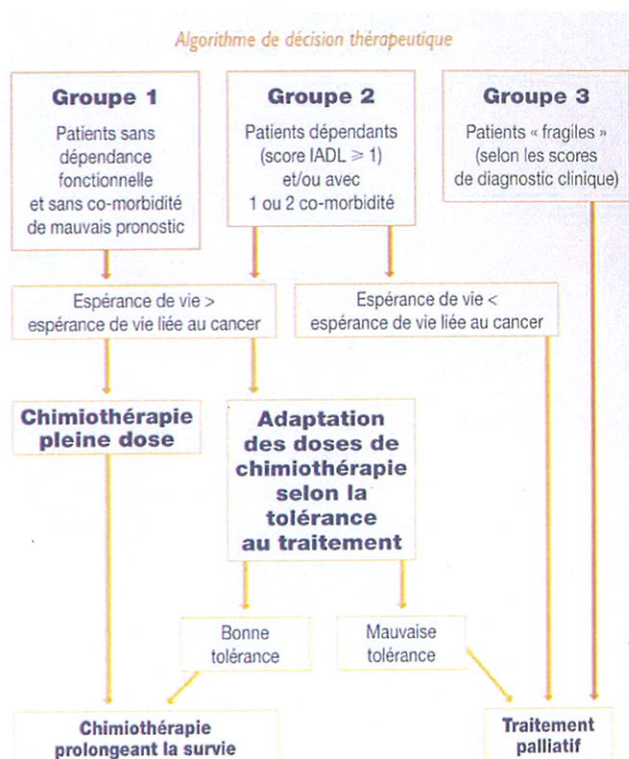 Algorithme de décision thérapeutique
Groupe 1
Patients sans
dépendance
fonctionnelle
et sans co-morbidité
de mauvais pronostic
Groupe 2
Patients dépendants
(score IADL ⩾ 1)
et/ou avec
1 ou 2 co-morbidité
Groupe 3
Patients « fragiles »
(selon les scores
de diagnostic clinique)
Espérance de vie >
espérance de vie liée au cancer
Espérance de vie <
espérance de vie liée au cancer
Chimiothérapie
pleine dose
Adaptation
des doses de
chimiothérapie
selon la
tolérance
au traitement
Bonne
tolérance
Mauvaise
tolérance
Chimiothérapie
prolongeant la survie
Traitement
palliatif